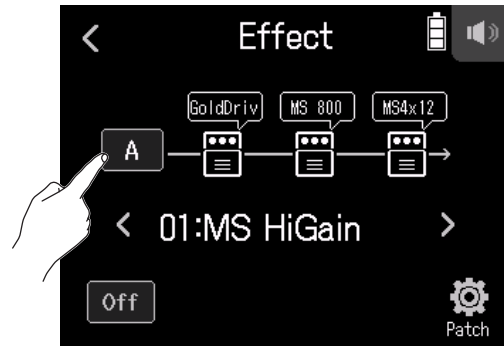 Effect
GoldDriv MS 800 MS4x12
A
01:MS HiGain
Off
Patch